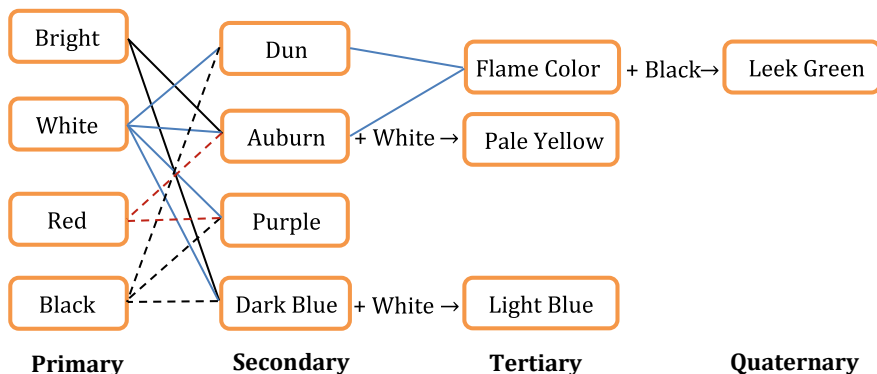 Bright
Dun
Flame Color + Black→ Leek Green
White
Auburn + White → Pale Yellow
Red
Purple
Black
Dark Blue + White → Light Blue
Primary
Secondary
Tertiary
Quaternary